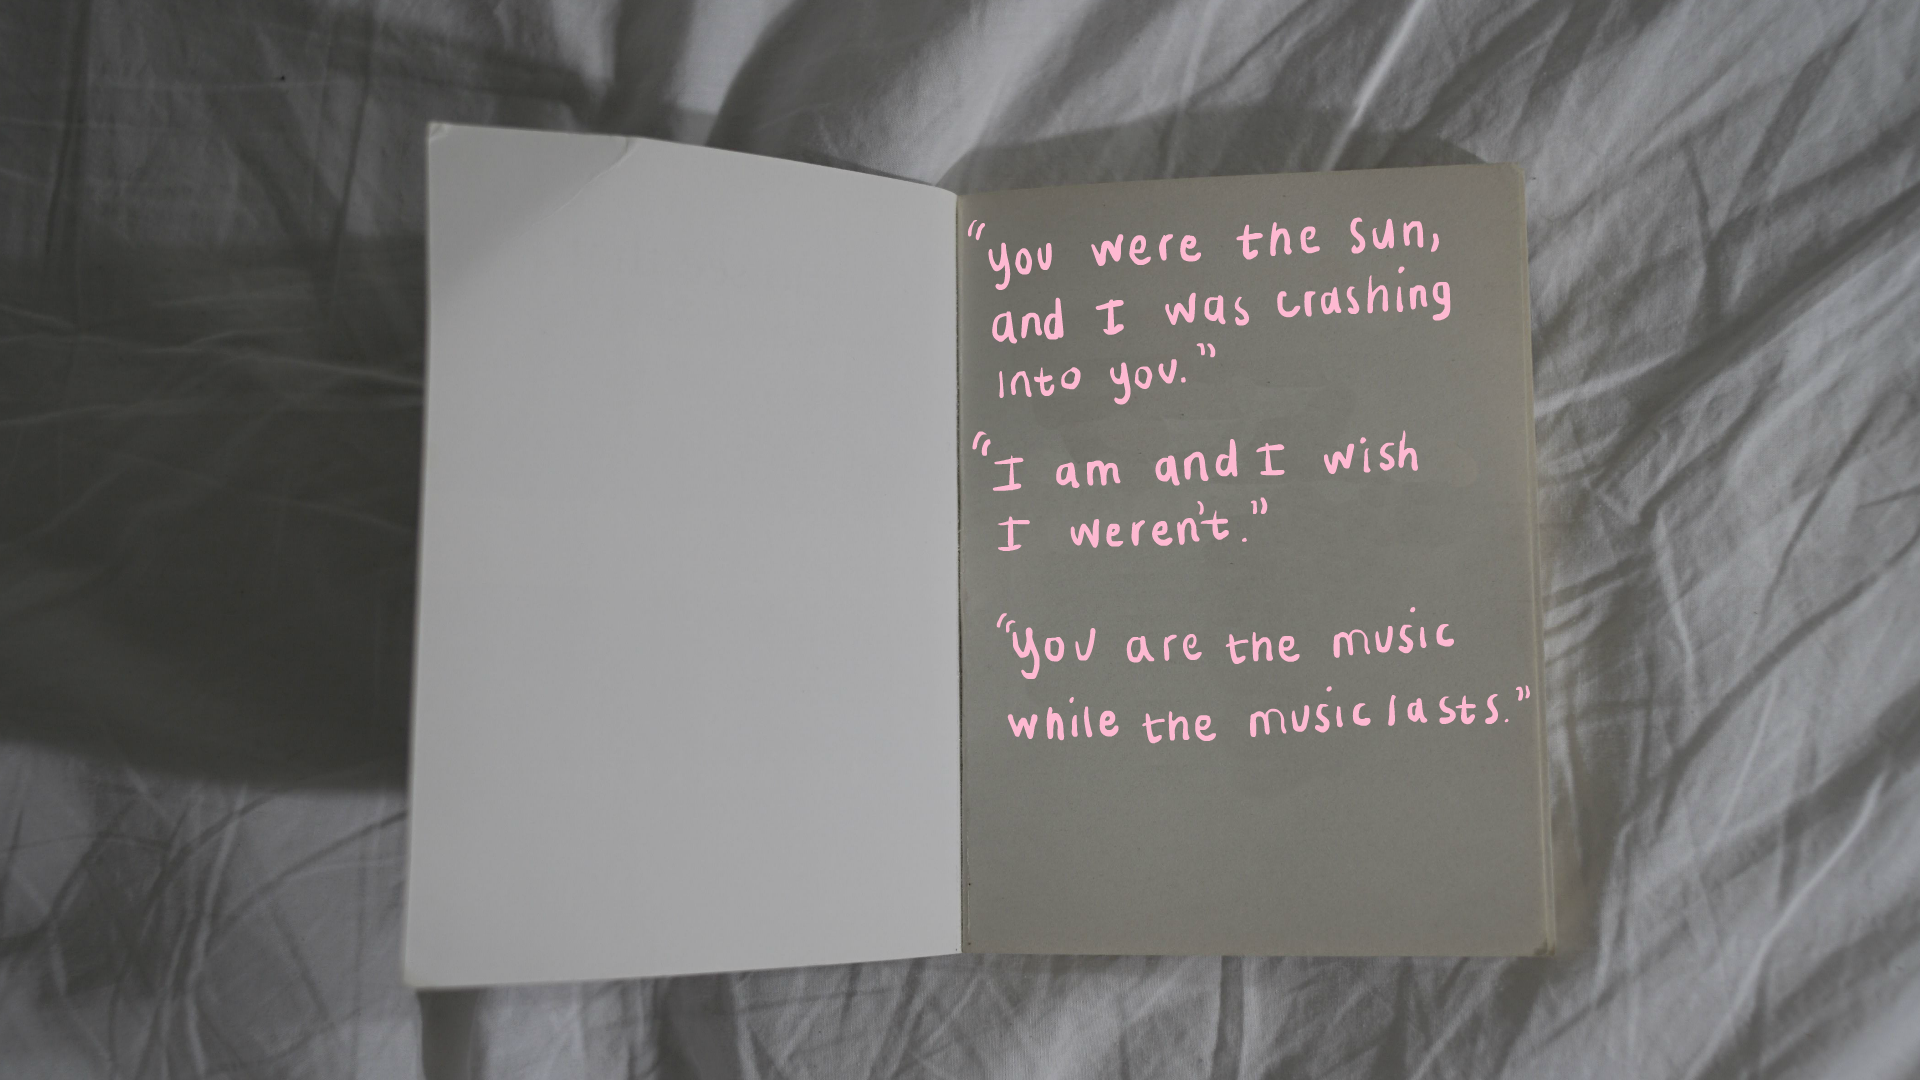 “you were the sun,
and I was crashing
into you.”
“I am and I wish
I weren't.”
“you are the music
while the music lasts.”